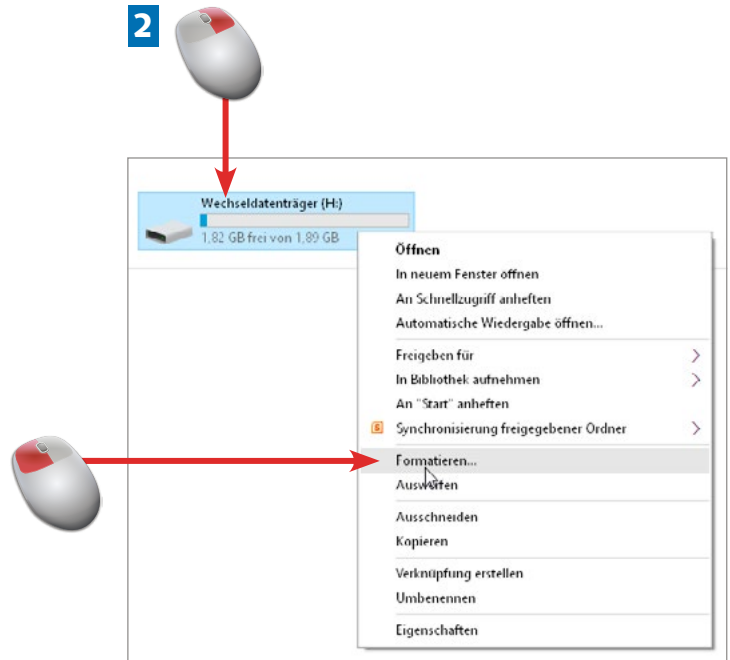 2
Wechseldatenträger (H:)
1,82 GB frei von 1,89 GB
Öffnen
In neuem Fenster öffnen
An Schnellzugriff anheften
Automatische Wiedergabe öffnen...
Freigeben für
In Bibliothek aufnehmen
An "Start" anheften
Synchronisierung freigegebener Ordner
Formatieren...
Auswerfen
Ausschneiden
Kopieren
Verknüpfung erstellen
Umbenennen
Eigenschaften